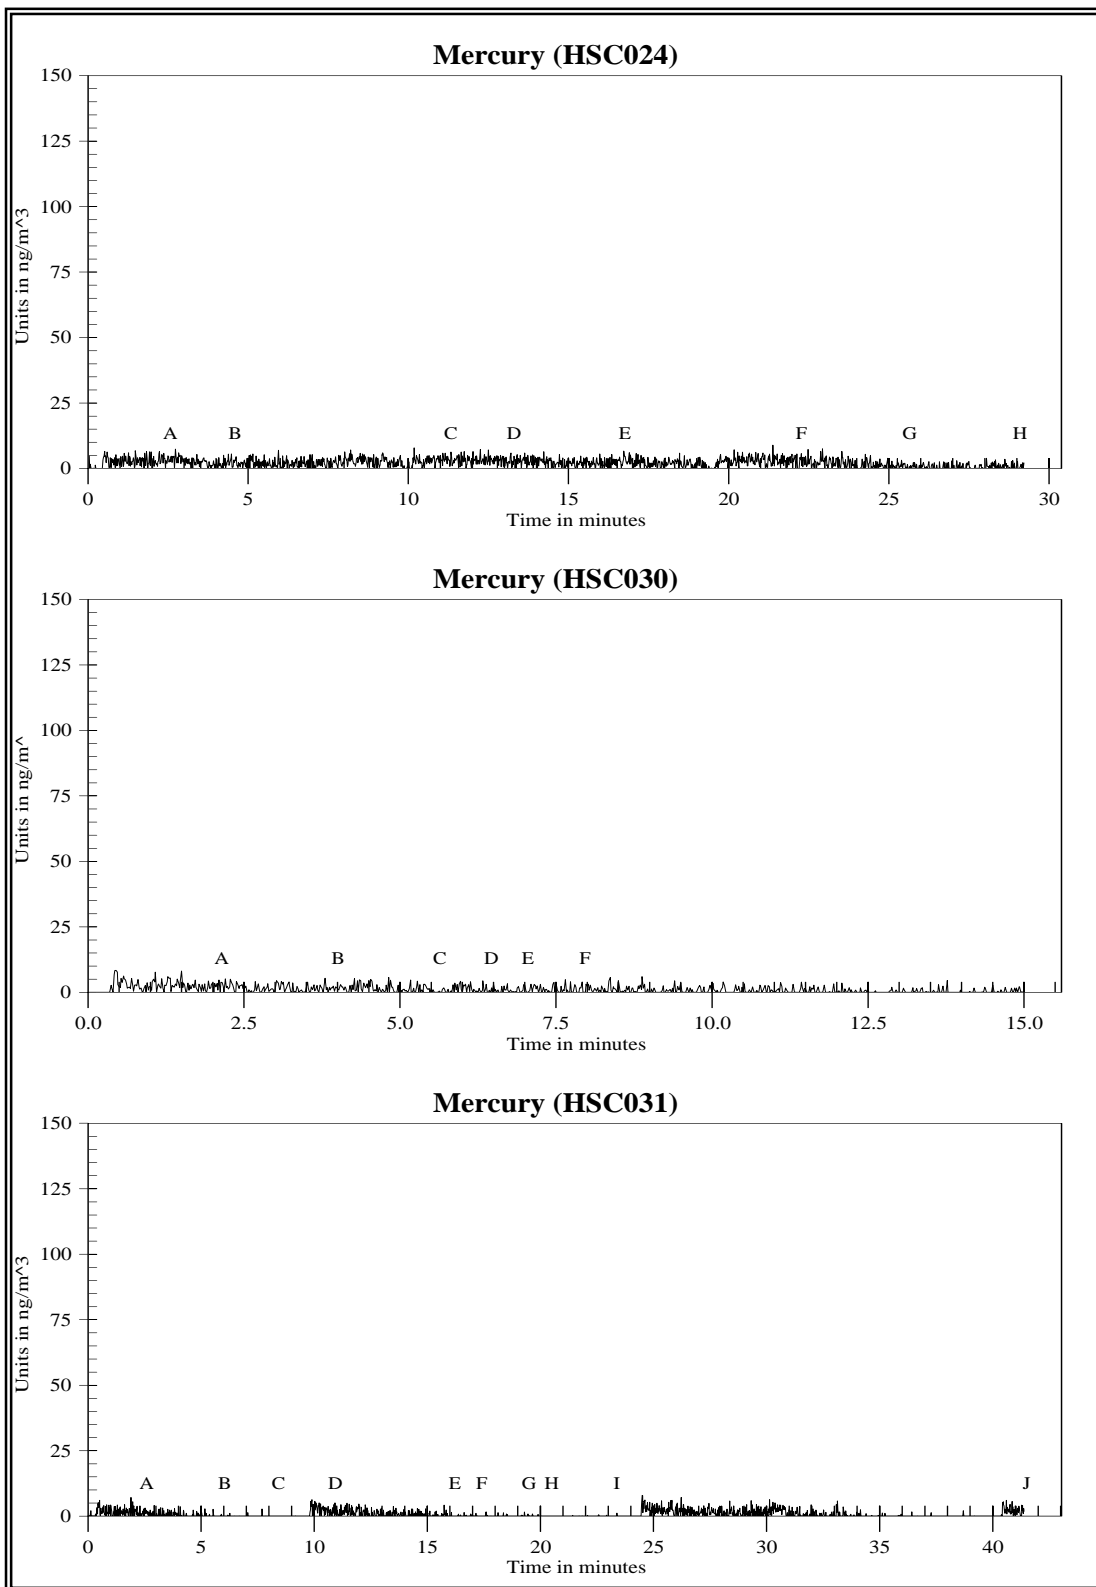 Mercury (HSC024)
150
125
100
75
50
25
0
Units in ng/m^3
A B C D E F G H
0 5 10 15 20 25 30
Time in minutes
Mercury (HSC030)
150
125
100
75
50
25
0
Units in ng/m^
A B C D E F
0.0 2.5 5.0 7.5 10.0 12.5 15.0
Time in minutes
Mercury (HSC031)
150
125
100
75
50
25
0
Units in ng/m^3
A B C D E F G H I J
0 5 10 15 20 25 30 35 40
Time in minutes